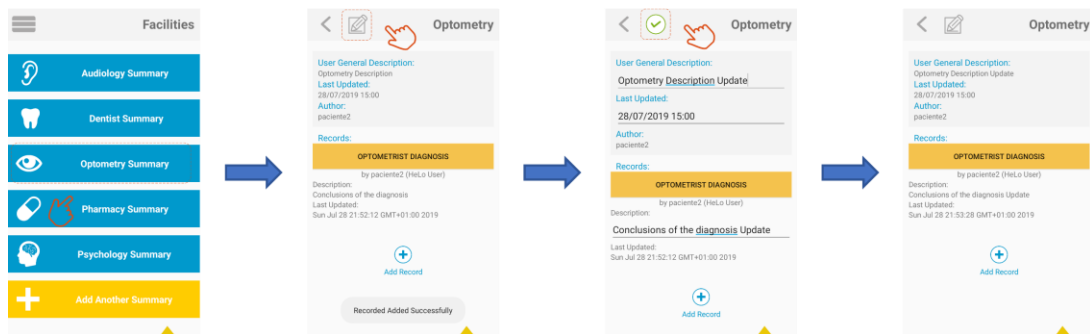 Facilities
Audiology Summary
Dentist Summary
Optometry Summary
Pharmacy Summary
Psychology Summary
Add Another Summary
Optometry
User General Description:
Optometry Description
Last Updated:
28/07/2019 15:00
Author:
paciente2
Records:
OPTOMETRIST DIAGNOSIS
by paciente2 (HeLo User)
Description:
Conclusions of the diagnosis
Last Updated:
Sun Jul 28 21:52:12 GMT+01:00 2019
Add Record
Recorded Added Successfully
Optometry
User General Description:
Optometry Description Update
Last Updated:
28/07/2019 15:00
Author:
paciente2
Records:
OPTOMETRIST DIAGNOSIS
by paciente2 (HeLo User)
Description:
Conclusions of the diagnosis Update
Last Updated:
Sun Jul 28 21:52:12 GMT+01:00 2019
Add Record
Optometry
User General Description:
Optometry Description Update
Last Updated:
28/07/2019 15:00
Author:
paciente2
Records:
OPTOMETRIST DIAGNOSIS
by paciente2 (HeLo User)
Description:
Conclusions of the diagnosis Update
Last Updated:
Sun Jul 28 21:53:28 GMT+01:00 2019
Add Record